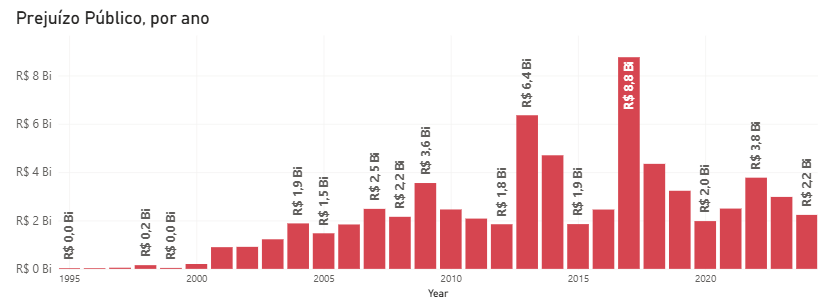 Prejuízo Público, por ano
R$ 8 Bi
R$ 6 Bi
R$ 4 Bi
R$ 2 Bi
R$ 0 Bi
R$ 0,0 Bi
R$ 0,2 Bi
R$ 0,0 Bi
R$ 1,9 Bi
R$ 1,5 Bi
R$ 2,5 Bi
R$ 2,2 Bi
R$ 3,6 Bi
R$ 1,8 Bi
R$ 6,4 Bi
R$ 1,9 Bi
R$ 8,8 Bi
R$ 2,0 Bi
R$ 3,8 Bi
R$ 2,2 Bi
1995 2000 2005 2010 2015 2020
Year